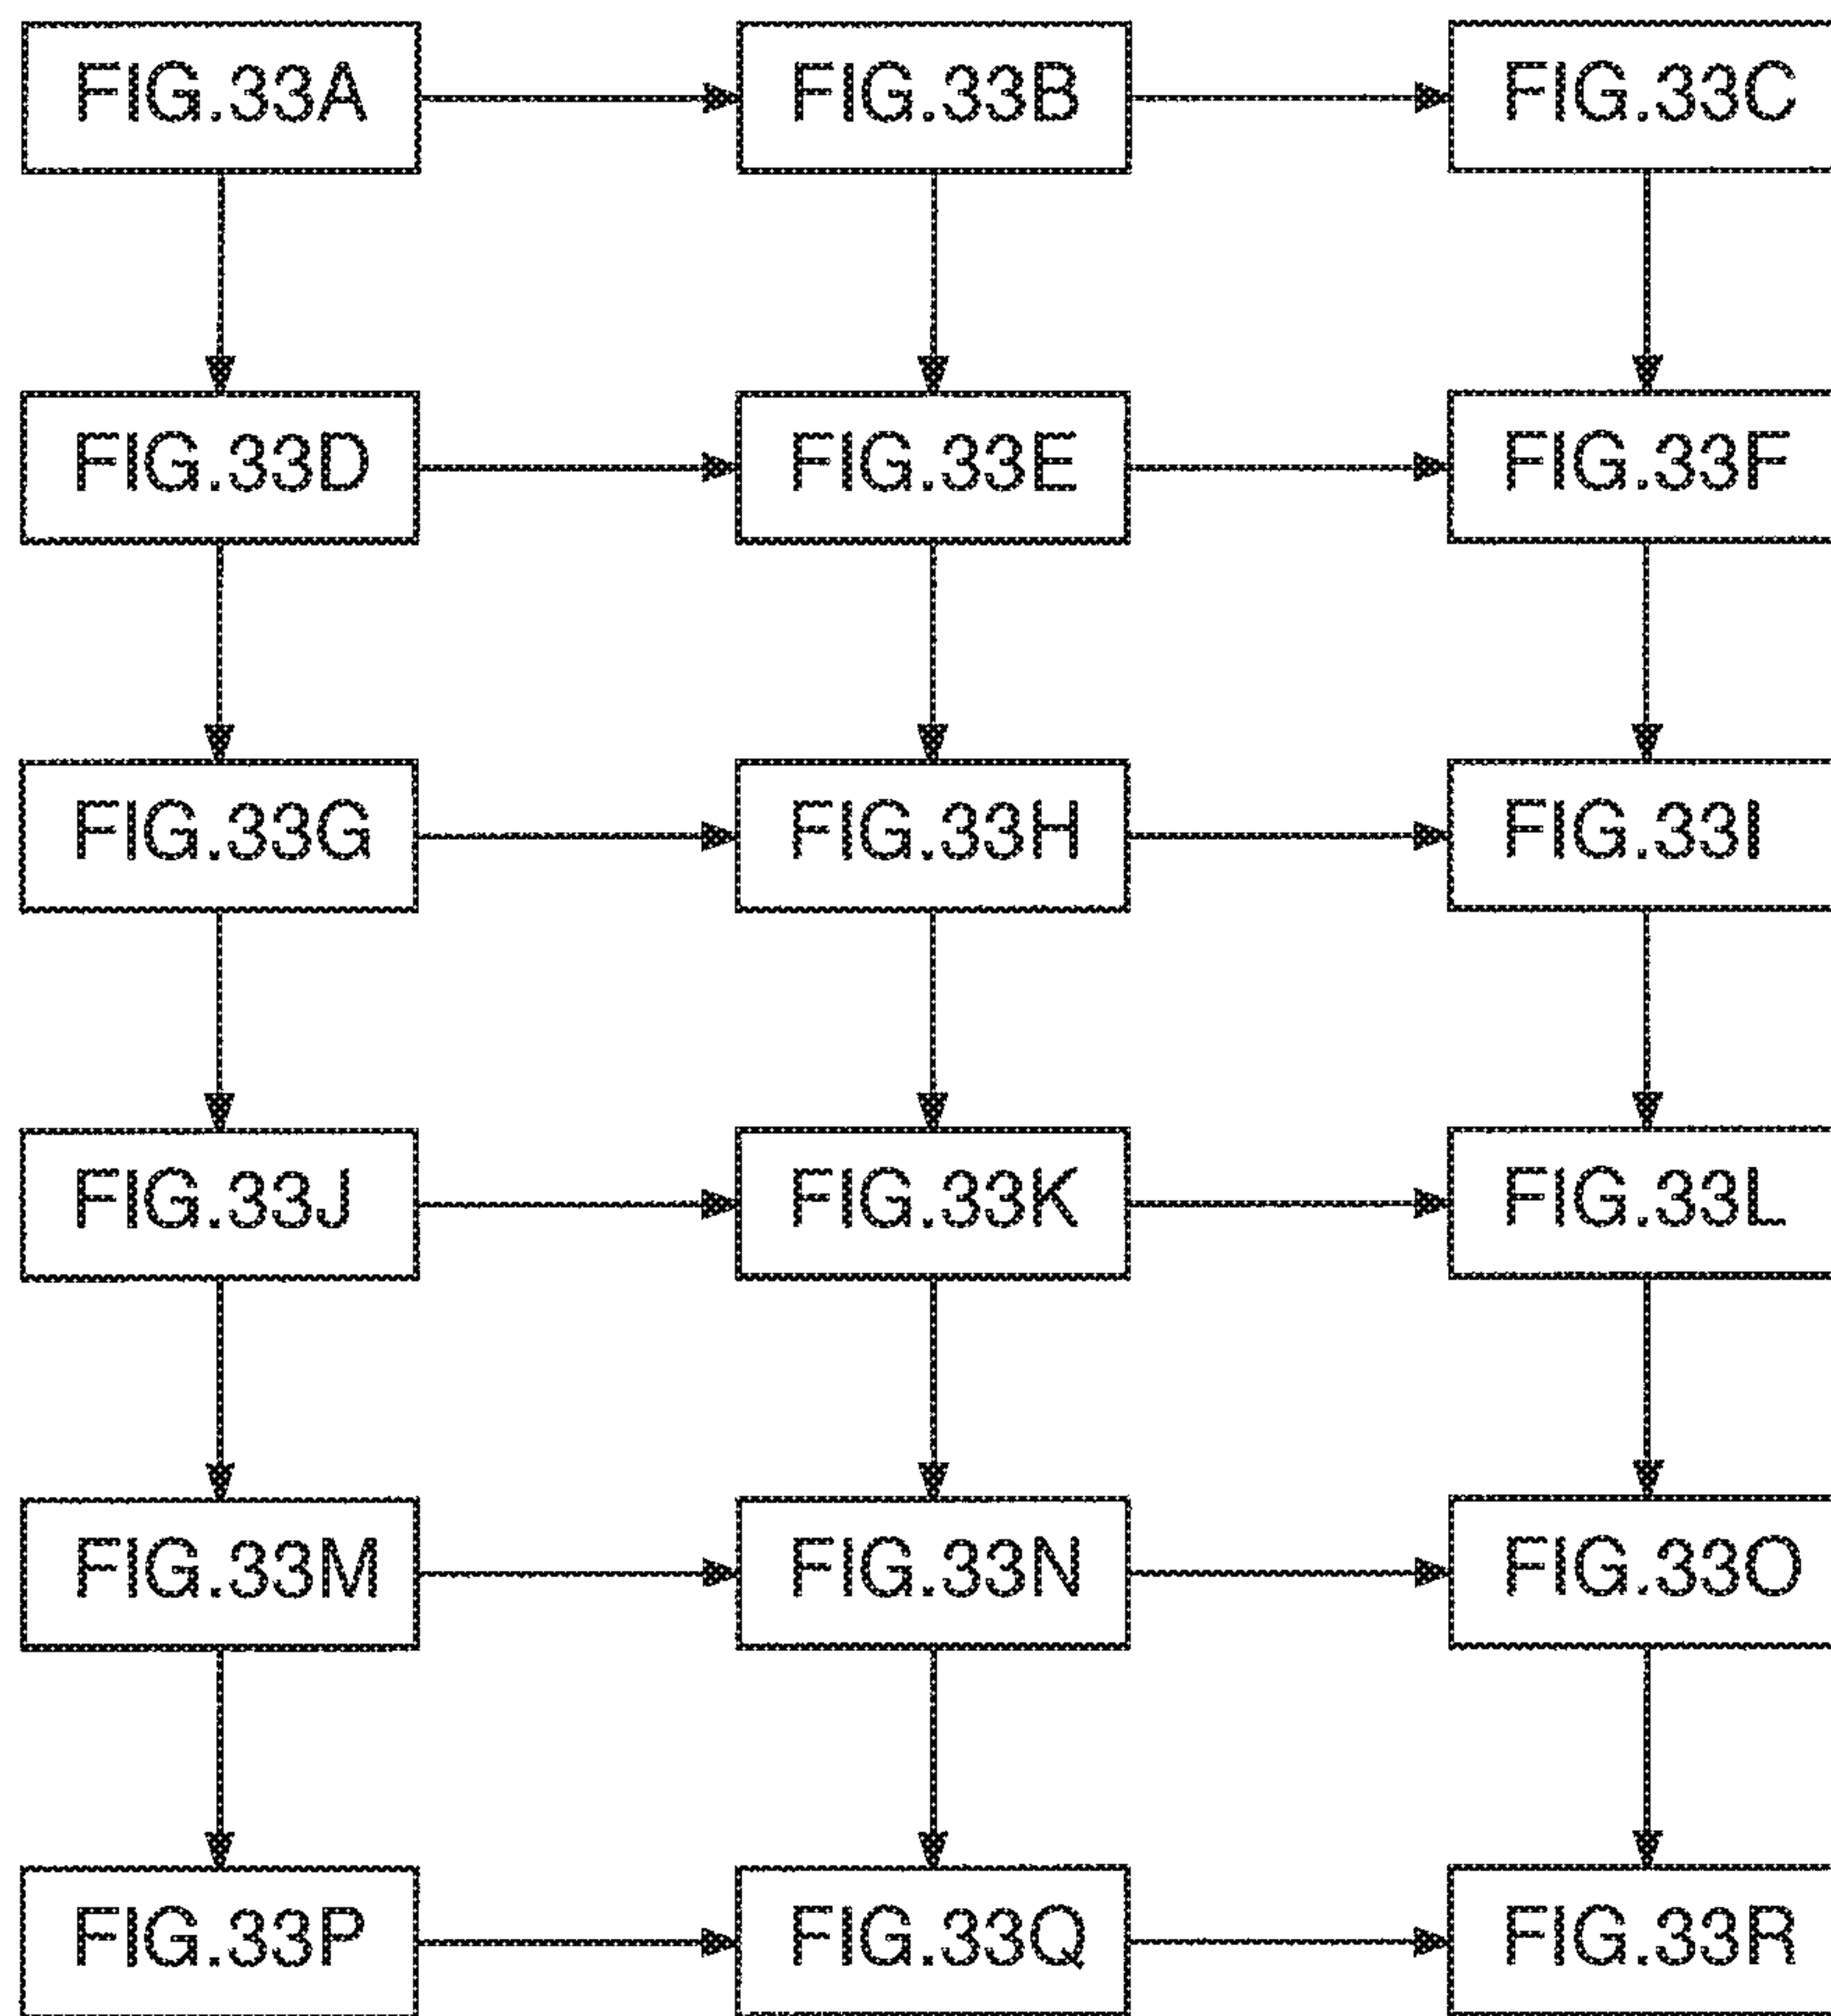 FIG.33A FIG.33B FIG.33C
FIG.33D FIG.33E FIG.33F
FIG.33G FIG.33H FIG.33I
FIG.33J FIG.33K FIG.33L
FIG.33M FIG.33N FIG.33O
FIG.33P FIG.33Q FIG.33R